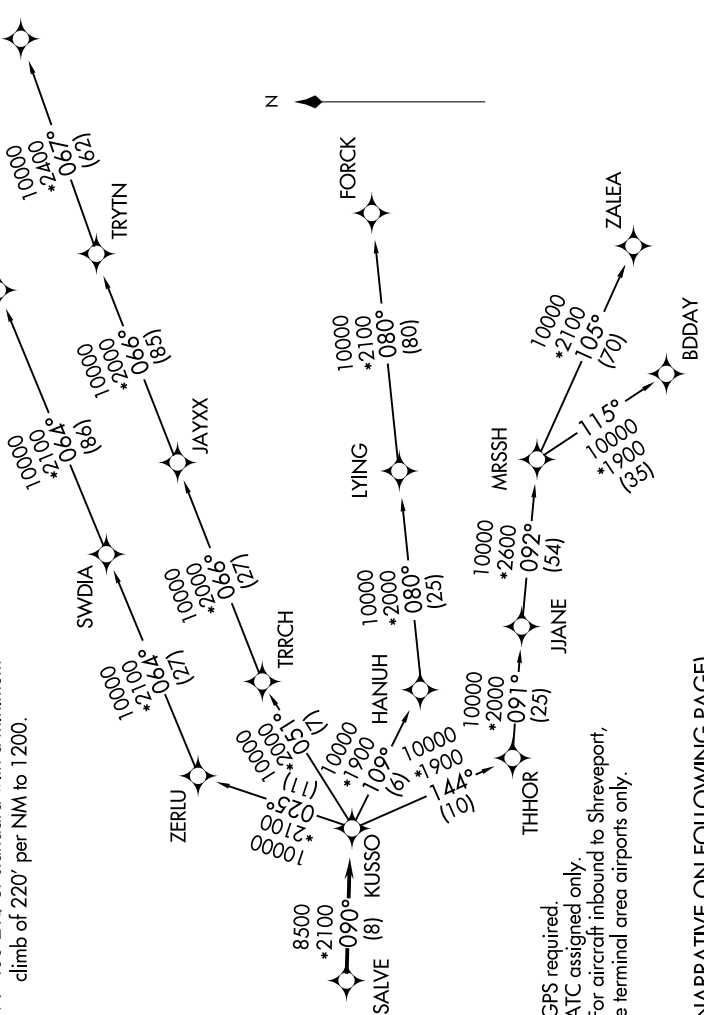 climb of 220' per NM to 1200.
N
10000
*2400
067°
(62)
TRYTN
10000
*2000
066°
(85)
JAYXX
10000
*2000
066°
(27)
TRRCH
10000
*2000
051°
(7)
10000
*2100
064°
(86)
SWDIA
10000
*2100
064°
(27)
ZERLU
10000
*2100
025°
(11)
FORCK
10000
*2100
080°
(80)
LYING
10000
*2000
080°
(25)
HANUH
10000
*1900
109°
(6)
10000
*1900
144°
(10)
KUSSO
8500
*2100
090°
(8)
SALVE
THHOR
10000
*2000
091°
(25)
JJANE
10000
*2600
092°
(54)
MRSSH
10000
*2100
105°
(70)
ZALEA
115°
10000
*1900
(35)
BDDAY
GPS required.
ATC assigned only.
For aircraft inbound to Shreveport,
terminal area airports only.
NARRATIVE ON FOLLOWING PAGE)